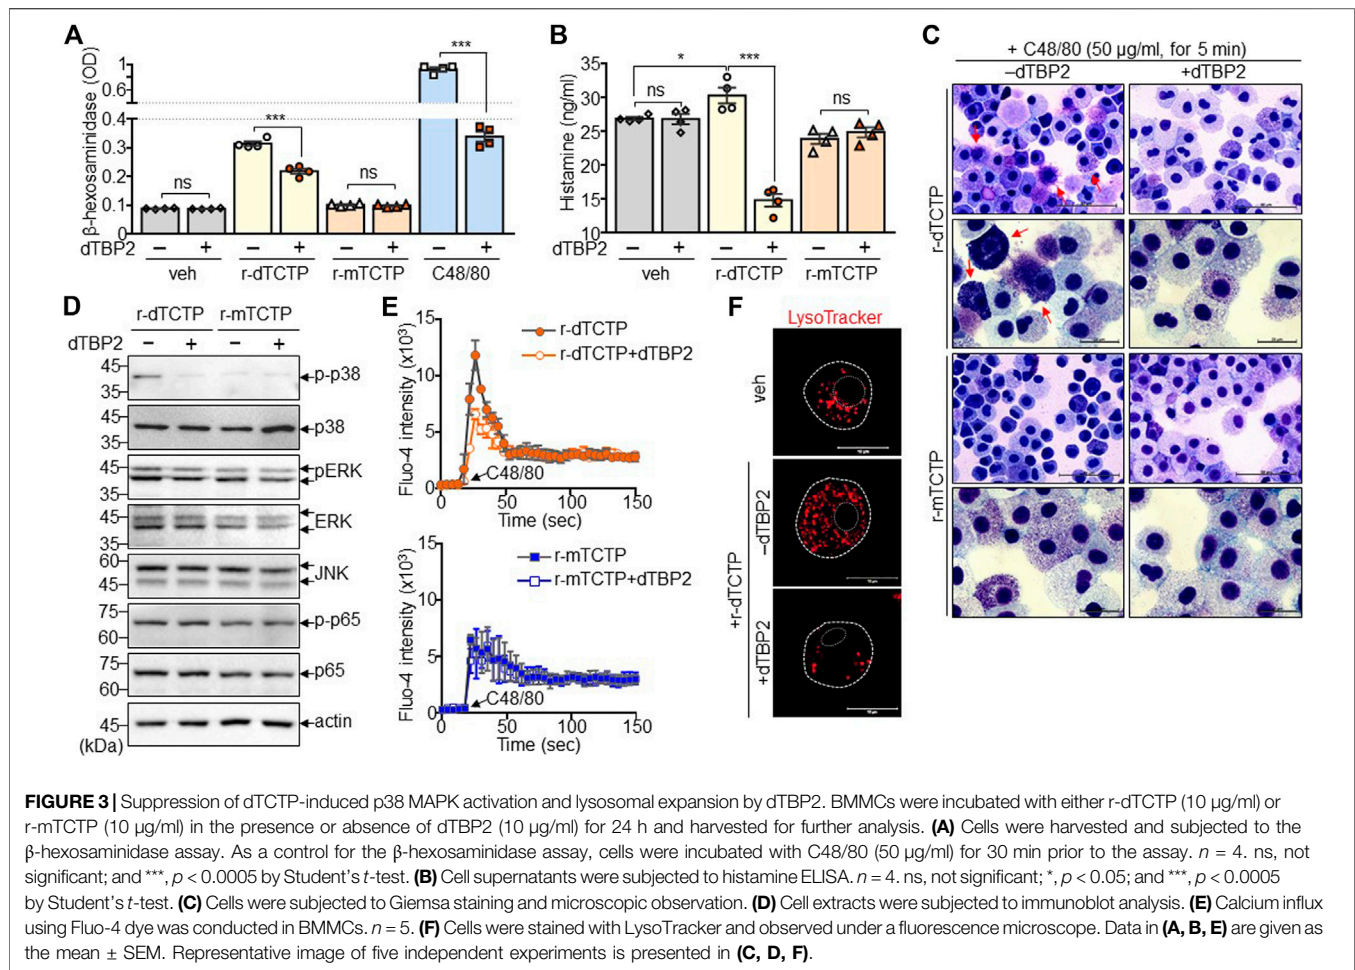 A
β-hexosaminidase (OD)
1
0.6
0.4
0.3
0.2
0.1
0
ns
***
ns
***
dTBP2 – + – + – + – +
veh r-dTCTP r-mTCTP C48/80
B
Histamine (ng/ml)
35
30
25
20
15
10
*
***
ns
ns
dTBP2 – + – + – +
veh r-dTCTP r-mTCTP
C
+ C48/80 (50 µg/ml, for 5 min)
–dTBP2 +dTBP2
r-dTCTP
r-mTCTP
D
r-dTCTP r-mTCTP
dTBP2 – + – +
45
35
p-p38
45
35
p38
45
35
pERK
45
35
ERK
60
45
JNK
75
60
p-p65
75
60
p65
45
actin
(kDa)
E
Fluo-4 intensity (x10³)
15
10
5
0
r-dTCTP
r-dTCTP+dTBP2
C48/80
0 50 100 150
Time (sec)
Fluo-4 intensity (x10³)
15
10
5
0
r-mTCTP
r-mTCTP+dTBP2
C48/80
0 50 100 150
Time (sec)
F
LysoTracker
veh
+r-dTCTP
–dTBP2
+dTBP2
FIGURE 3 | Suppression of dTCTP-induced p38 MAPK activation and lysosomal expansion by dTBP2. BMMCs were incubated with either r-dTCTP (10 µg/ml) or
r-mTCTP (10 µg/ml) in the presence or absence of dTBP2 (10 µg/ml) for 24 h and harvested for further analysis. (A) Cells were harvested and subjected to the
β-hexosaminidase assay. As a control for the β-hexosaminidase assay, cells were incubated with C48/80 (50 µg/ml) for 30 min prior to the assay. n = 4. ns, not
significant; and ***, p < 0.0005 by Student's t-test. (B) Cell supernatants were subjected to histamine ELISA. n = 4. ns, not significant; *, p < 0.05; and ***, p < 0.0005
by Student's t-test. (C) Cells were subjected to Giemsa staining and microscopic observation. (D) Cell extracts were subjected to immunoblot analysis. (E) Calcium influx
using Fluo-4 dye was conducted in BMMCs. n = 5. (F) Cells were stained with LysoTracker and observed under a fluorescence microscope. Data in (A, B, E) are given as
the mean ± SEM. Representative image of five independent experiments is presented in (C, D, F).